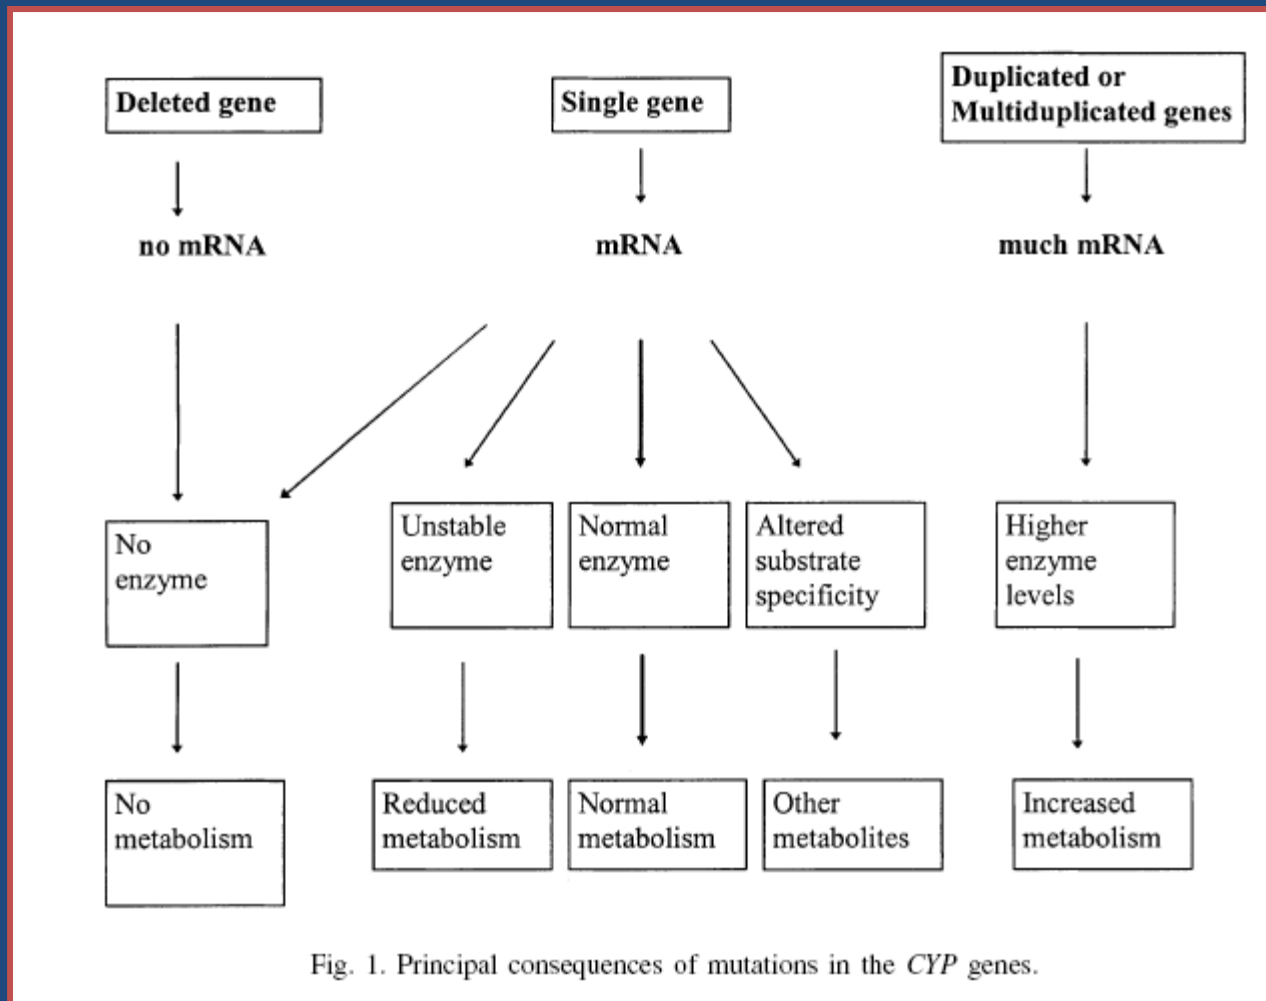 Deleted gene
Single gene
Duplicated or
Multiduplicated genes
no mRNA
mRNA
much mRNA
No
enzyme
Unstable
enzyme
Normal
enzyme
Altered
substrate
specificity
Higher
enzyme
levels
No
metabolism
Reduced
metabolism
Normal
metabolism
Other
metabolites
Increased
metabolism
Fig. 1. Principal consequences of mutations in the CYP genes.